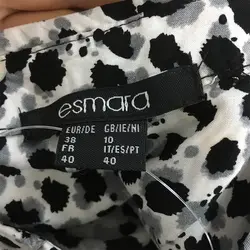 esmara
EUR/DE GB/IE/NI
38 10
FR IT/ES/PT
40 40